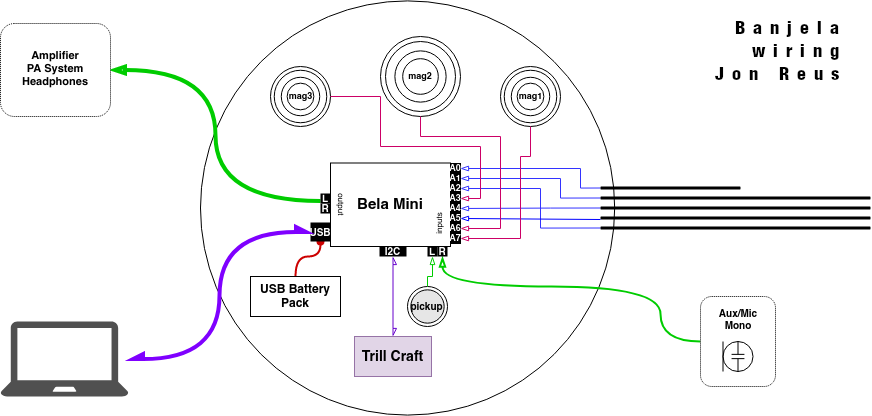 Banjela
wiring
Jon Reus
Amplifier
PA System
Headphones
mag3
mag2
mag1
Bela Mini
L
R
output
inputs
A0
A1
A2
A3
A4
A5
A6
A7
USB
I2C
L R
USB Battery
Pack
pickup
Trill Craft
Aux/Mic
Mono